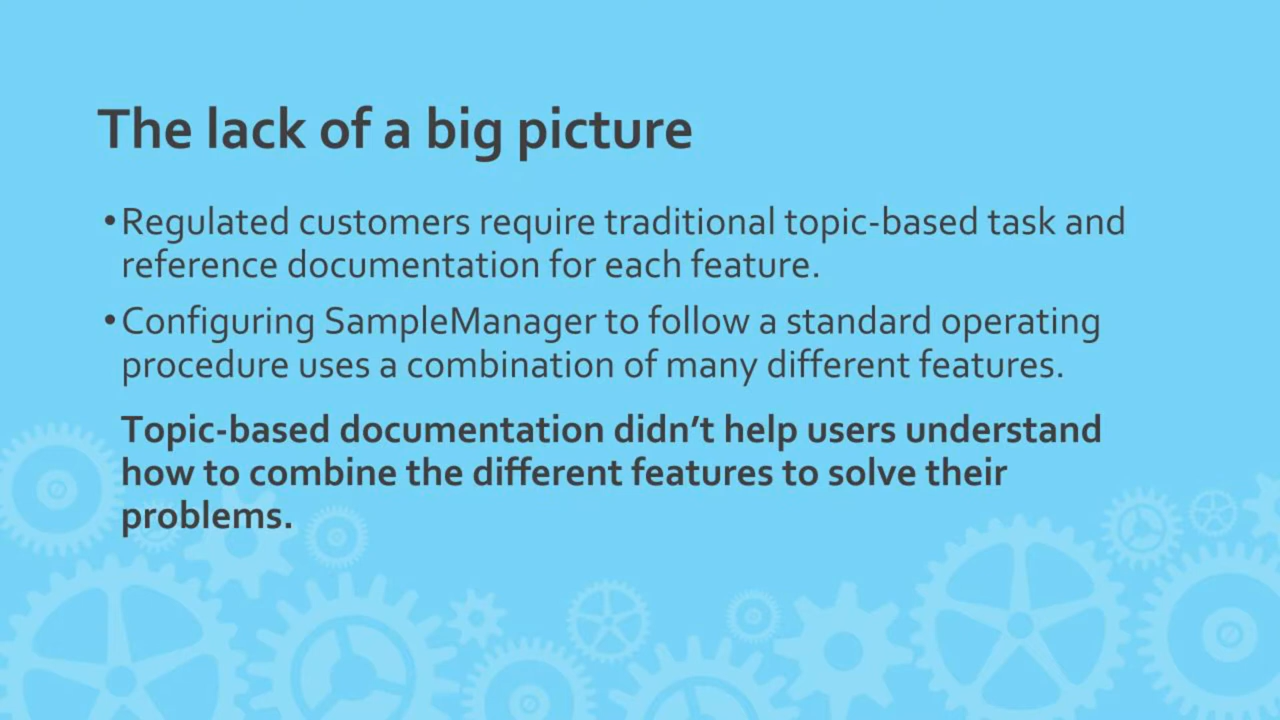 The lack of a big picture
•Regulated customers require traditional topic-based task and
reference documentation for each feature.
•Configuring SampleManager to follow a standard operating
procedure uses a combination of many different features.
Topic-based documentation didn’t help users understand
how to combine the different features to solve their
problems.